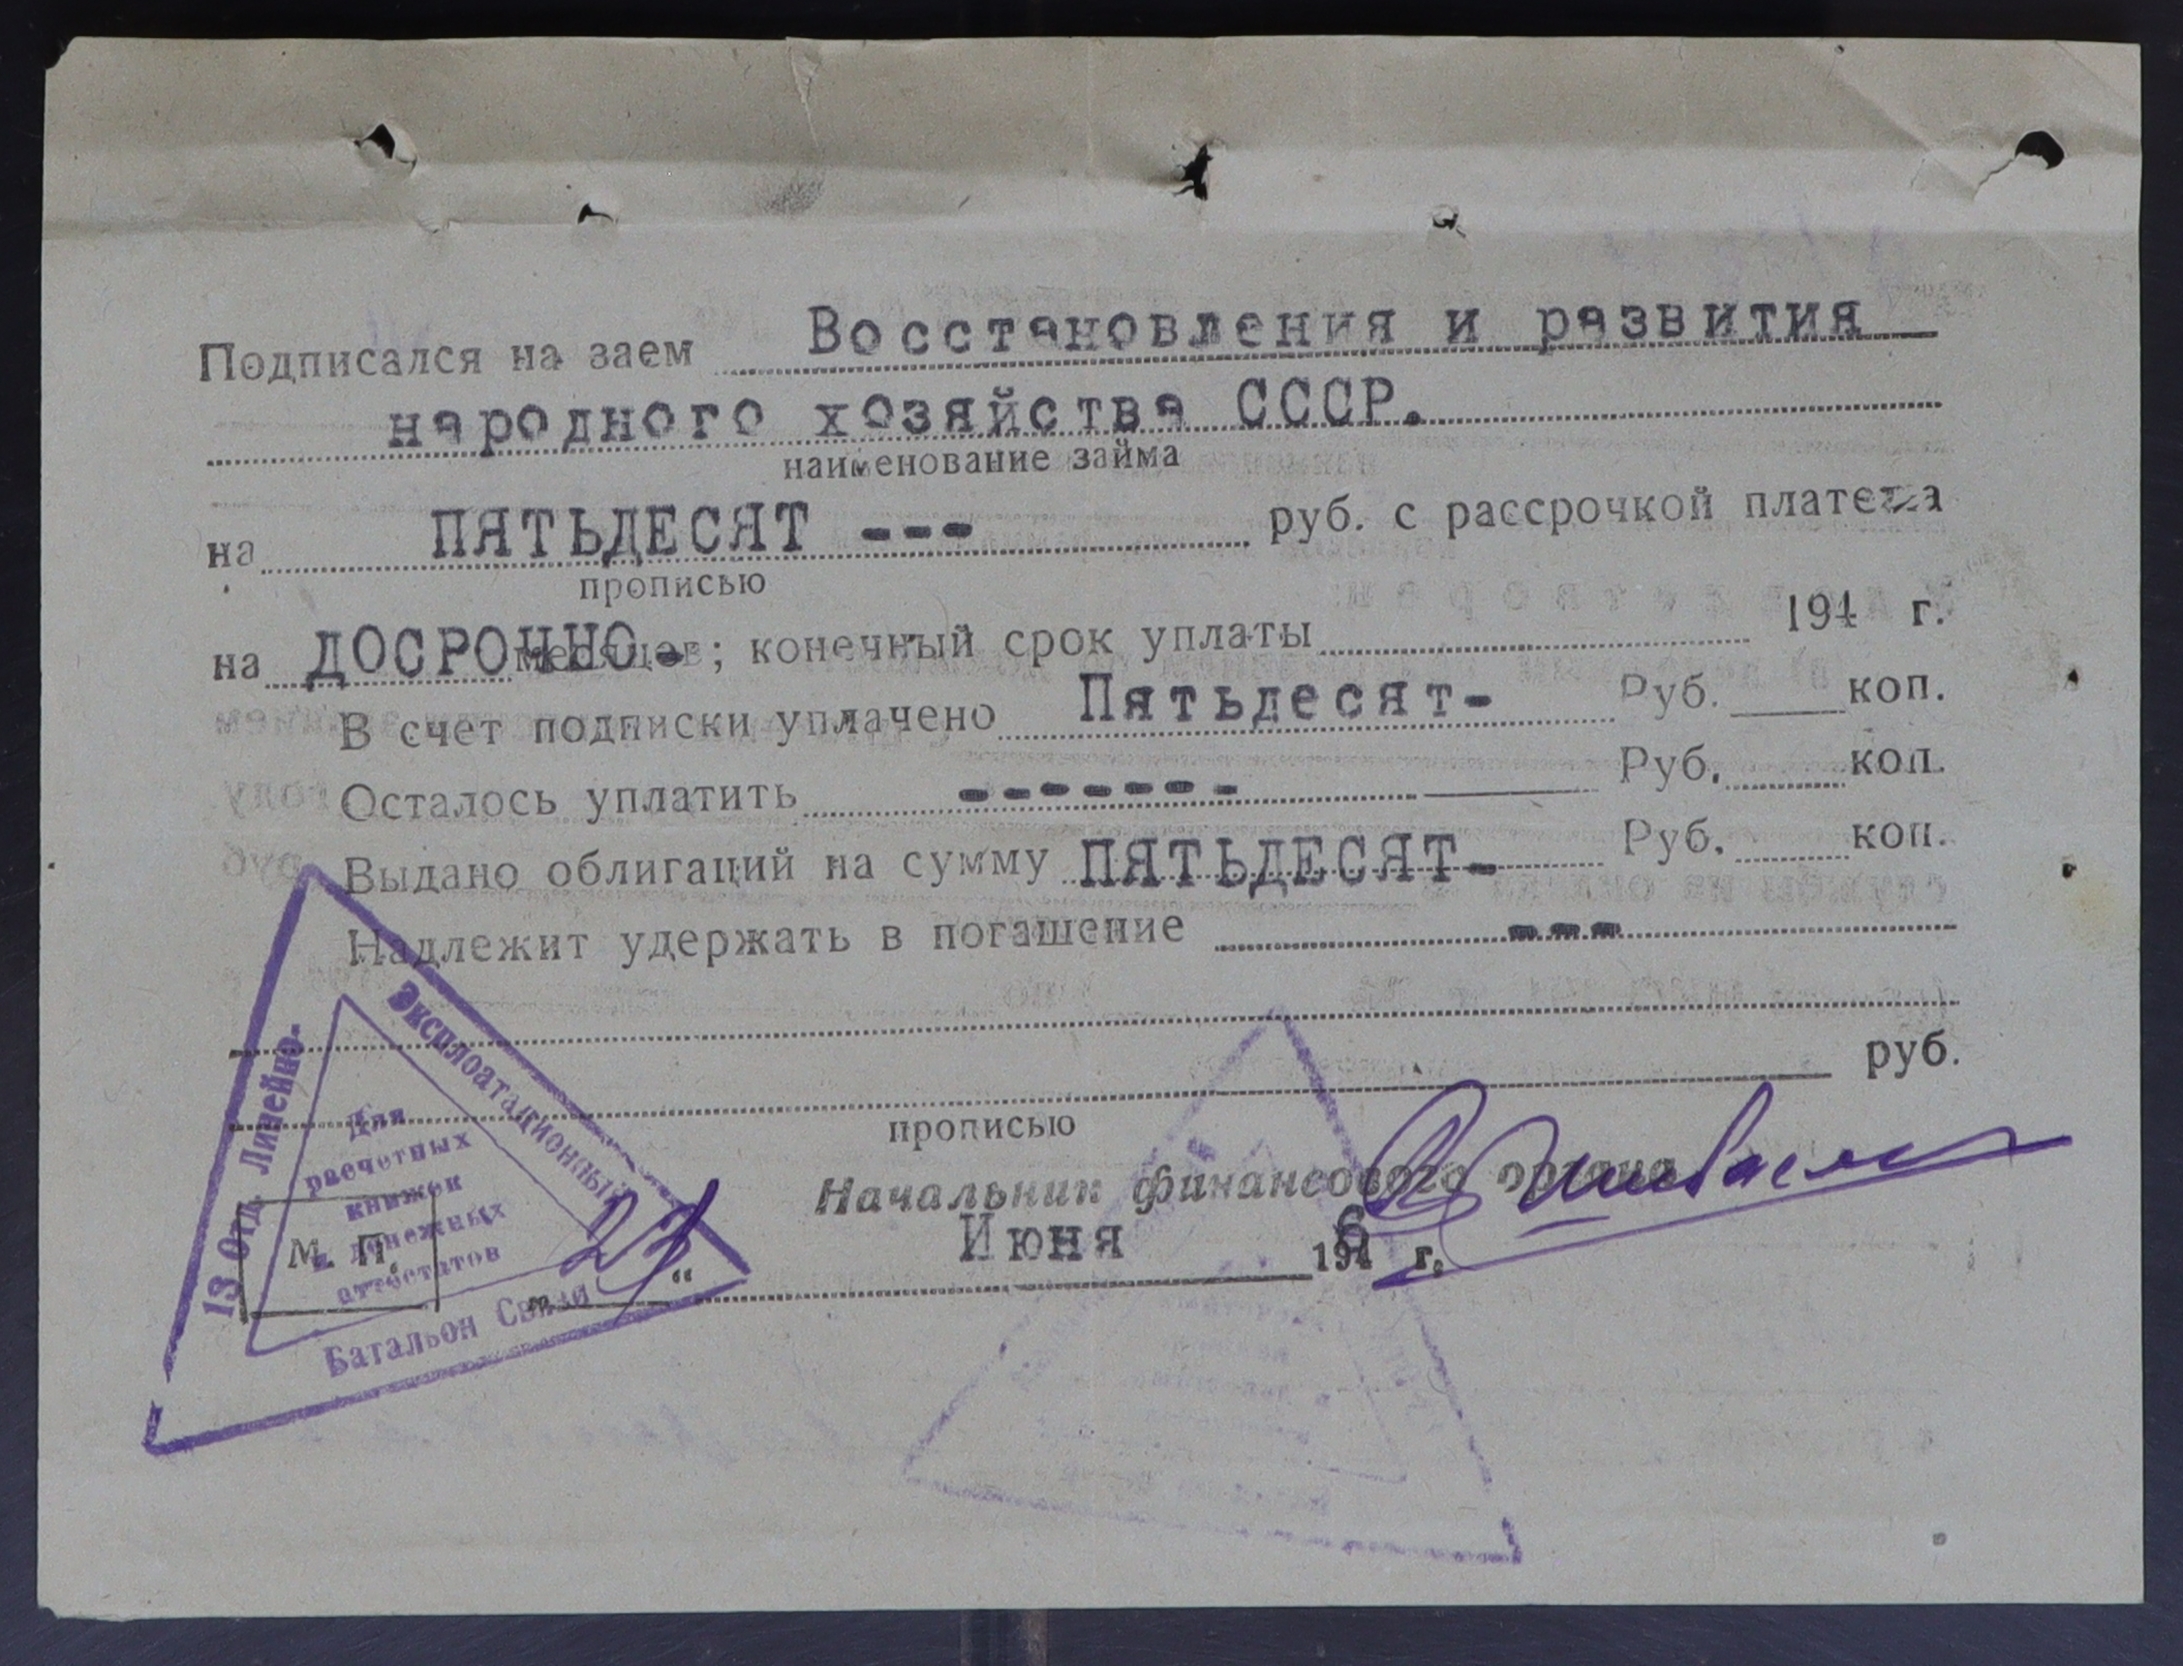 Подписался на заем Восстановления и развития
народного хозяйства СССР.
наименование займа
на ПЯТЬДЕСЯТ --- руб. с рассрочкой платежа
прописью
на ДОСРОЧНО - месяцев; конечный срок уплаты 194 г.
В счет подписки уплачено Пятьдесят- Руб. коп.
Осталось уплатить ------- Руб. коп.
Выдано облигаций на сумму ПЯТЬДЕСЯТ- Руб. коп.
Надлежит удержать в погашение ---
руб.
прописью
Начальник финансового органа
Июня 1946 г.
М. П.
13 Отд. Линейно-
Эксплоатационный
Батальон Связи
Для
расчетных
книжек
и денежных
аттестатов